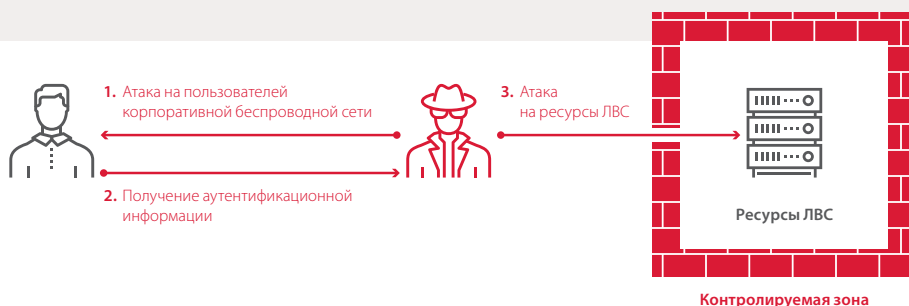 1. Атака на пользователей
корпоративной беспроводной сети
3. Атака
на ресурсы ЛВС
2. Получение аутентификационной
информации
Ресурсы ЛВС
Контролируемая зона